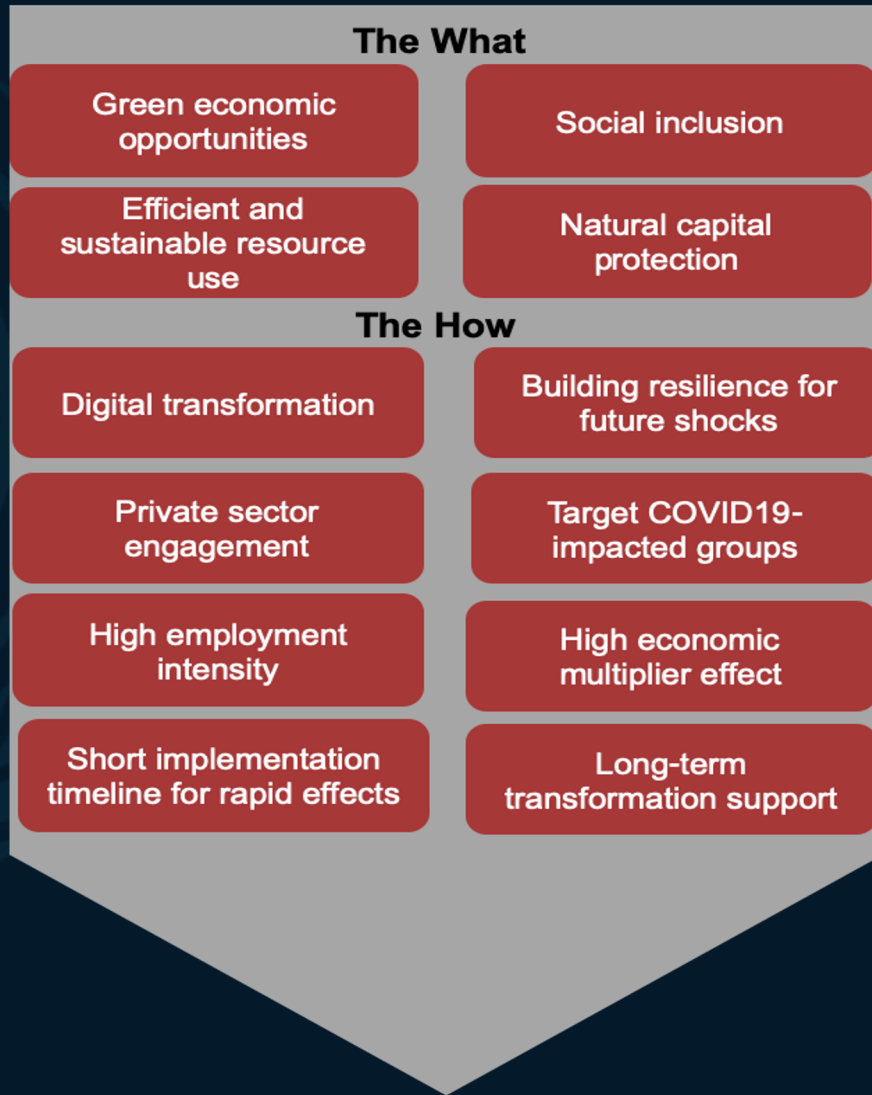 The What
Green economic
opportunities
Social inclusion
Efficient and
sustainable resource
use
Natural capital
protection
The How
Digital transformation
Building resilience for
future shocks
Private sector
engagement
Target COVID19-
impacted groups
High employment
intensity
High economic
multiplier effect
Short implementation
timeline for rapid effects
Long-term
transformation support